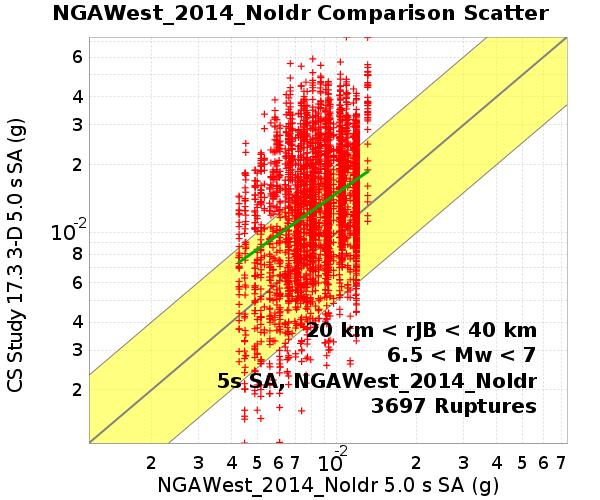 NGAWest_2014_NoIdr Comparison Scatter
CS Study 17.3 3-D 5.0 s SA (g)
6
4
3
2
10-2
8
6
4
3
2
20 km < rJB < 40 km
6.5 < Mw < 7
5s SA, NGAWest_2014_NoIdr
3697 Ruptures
2 3 4 5 6 7 10-2 2 3 4 5 6 7
NGAWest_2014_NoIdr 5.0 s SA (g)